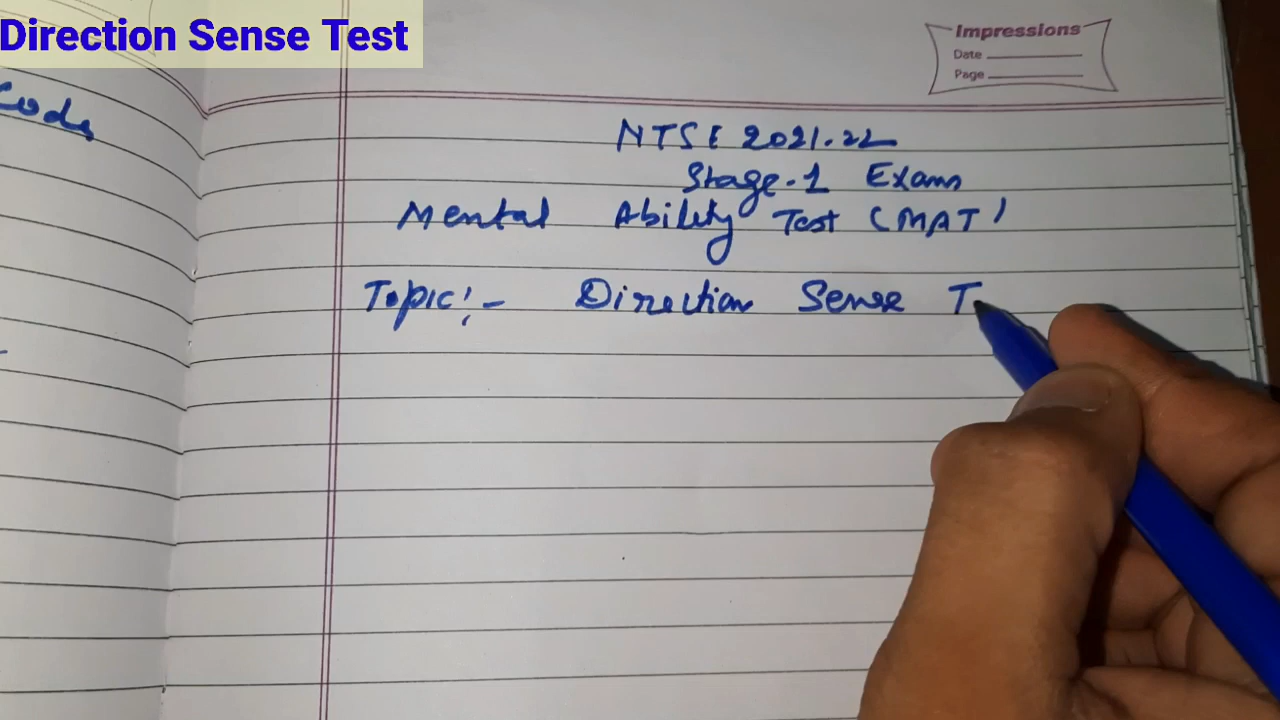 Direction Sense Test
Impressions
Date
Page
Code
NTSE 2021.22
Stage-1 Exam
Mental Ability Test (MAT)
Topic:- Direction Sense T